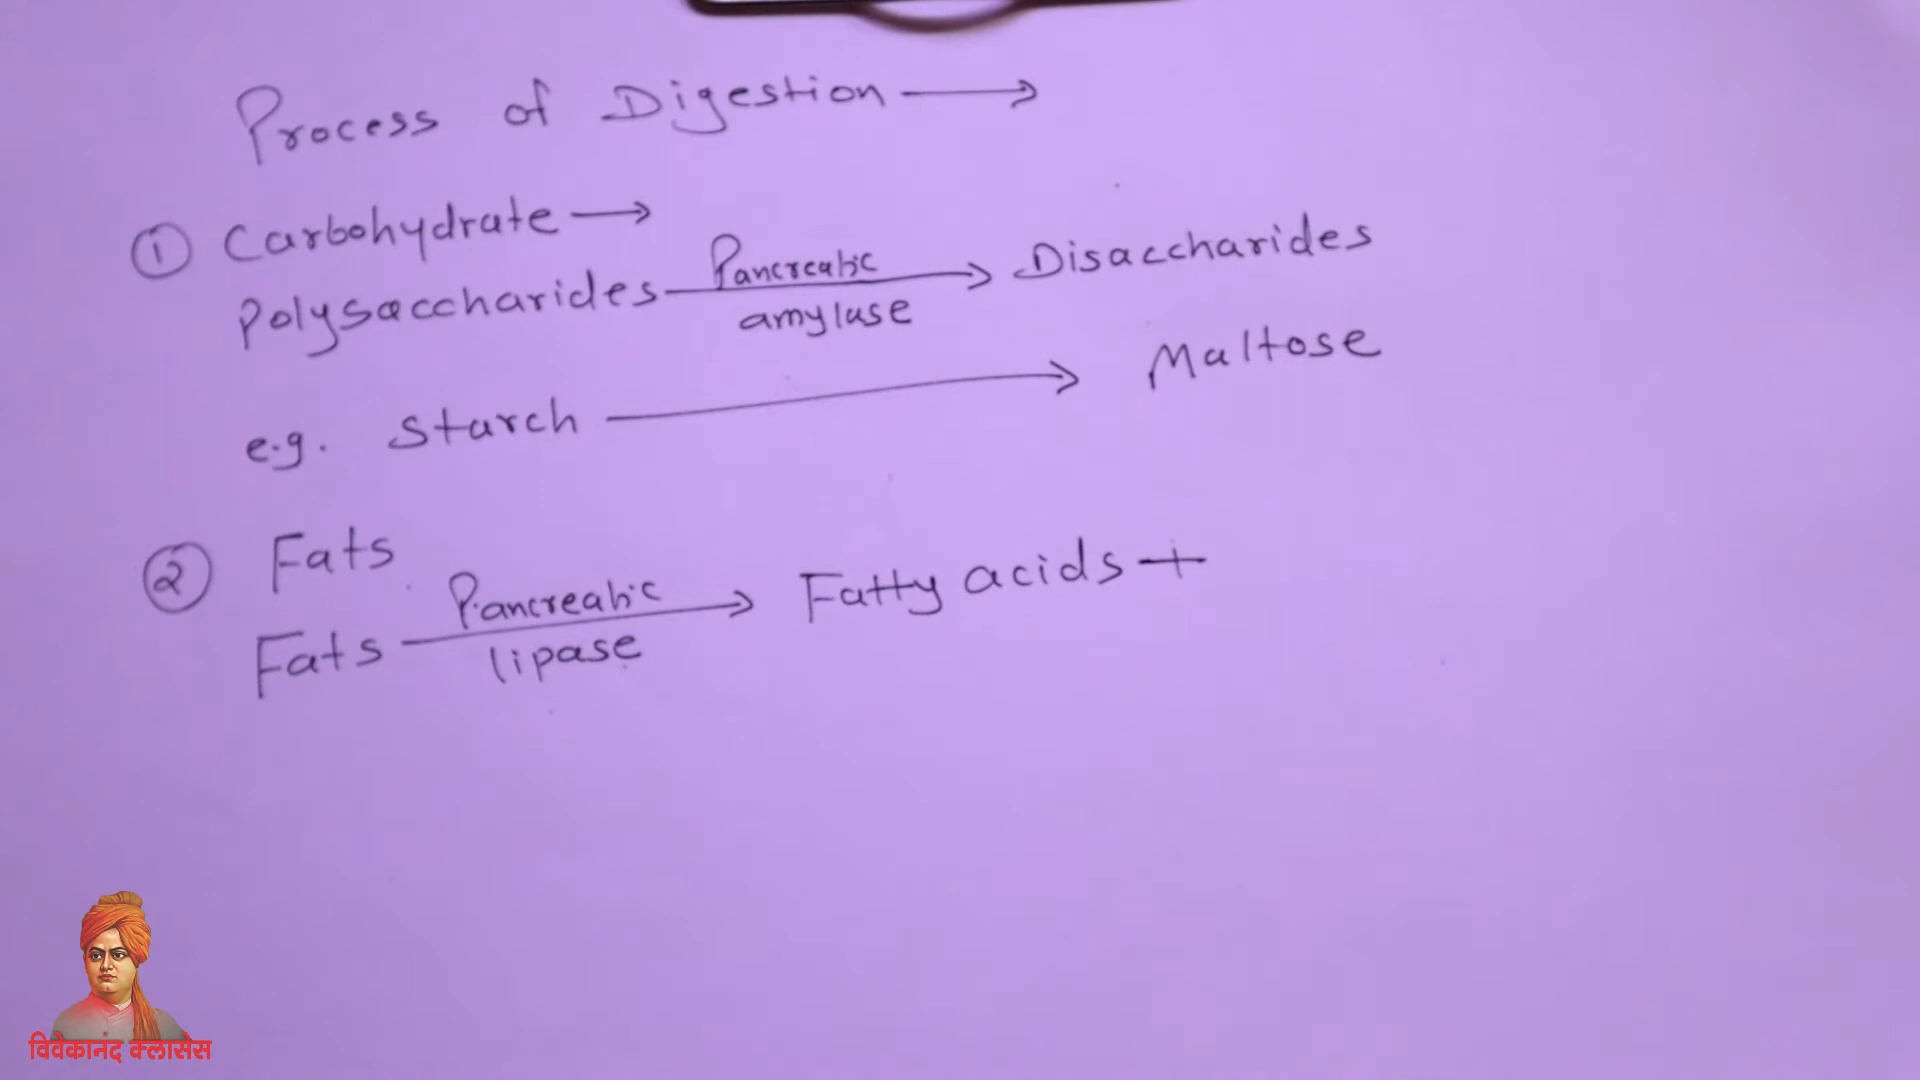 Process of Digestion →
① Carbohydrate →
Polysaccharides Pancreatic amylase → Disaccharides
e.g. Starch → Maltose
② Fats
Fats Pancreatic lipase → Fatty acids +
विवेकानंद क्लासेस